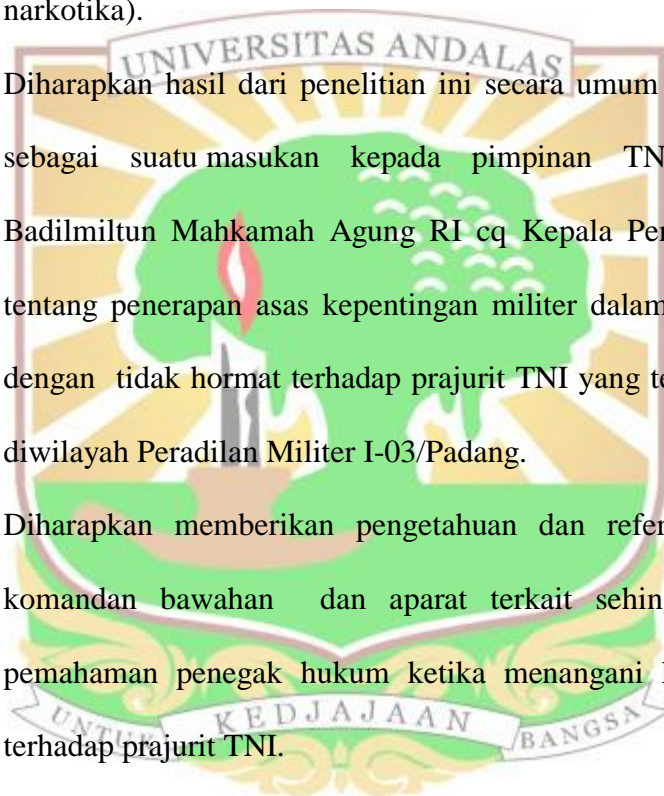 narkotika).
UNIVERSITAS ANDALAS
Diharapkan hasil dari penelitian ini secara umum
sebagai suatu masukan kepada pimpinan TN
Badilmiltun Mahkamah Agung RI cq Kepala Per
tentang penerapan asas kepentingan militer dalam
dengan tidak hormat terhadap prajurit TNI yang te
diwilayah Peradilan Militer I-03/Padang.
Diharapkan memberikan pengetahuan dan refer
komandan bawahan dan aparat terkait sehin
pemahaman penegak hukum ketika menangani
terhadap prajurit TNI.
UNTUK KEDJAJAAN BANGSA